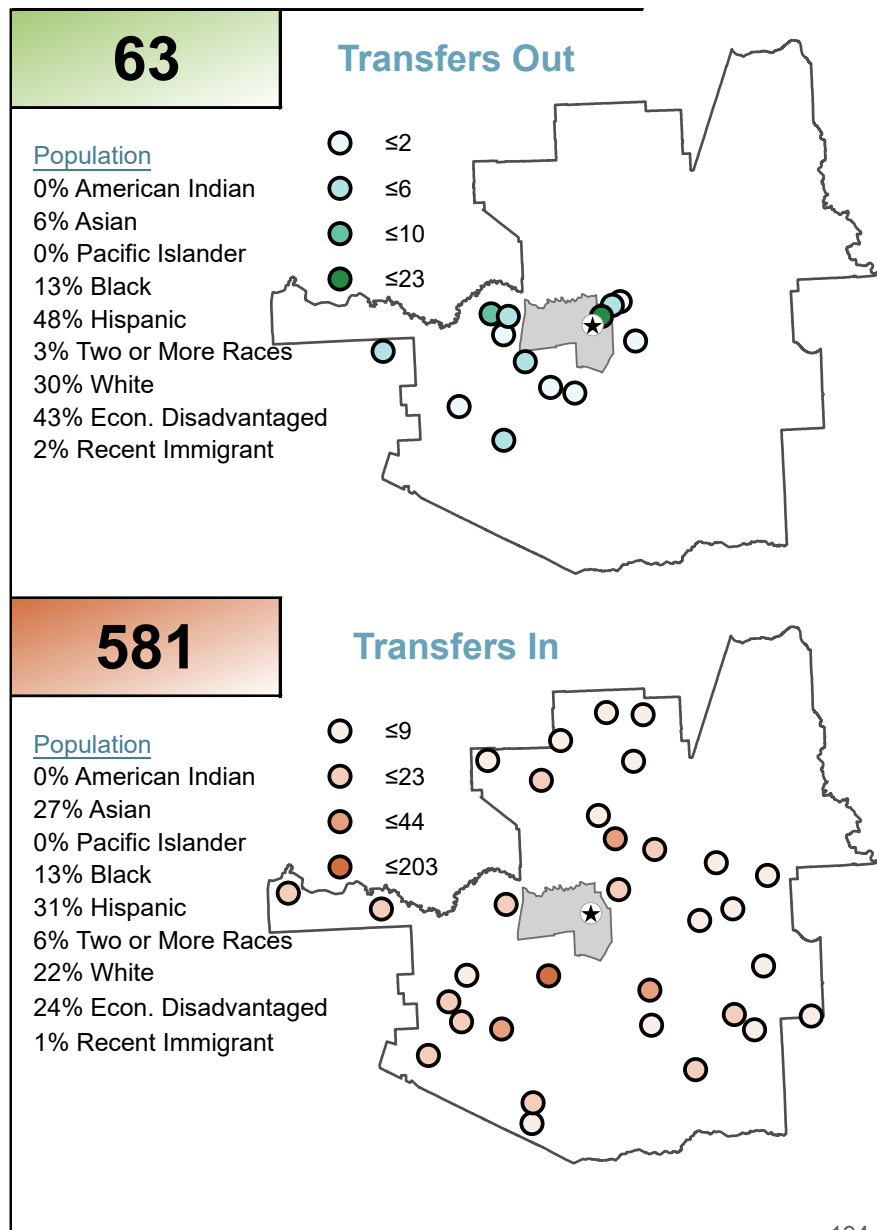 63
Transfers Out
Population
0% American Indian
6% Asian
0% Pacific Islander
13% Black
48% Hispanic
3% Two or More Races
30% White
43% Econ. Disadvantaged
2% Recent Immigrant
≤2
≤6
≤10
≤23
581
Transfers In
Population
0% American Indian
27% Asian
0% Pacific Islander
13% Black
31% Hispanic
6% Two or More Races
22% White
24% Econ. Disadvantaged
1% Recent Immigrant
≤9
≤23
≤44
≤203